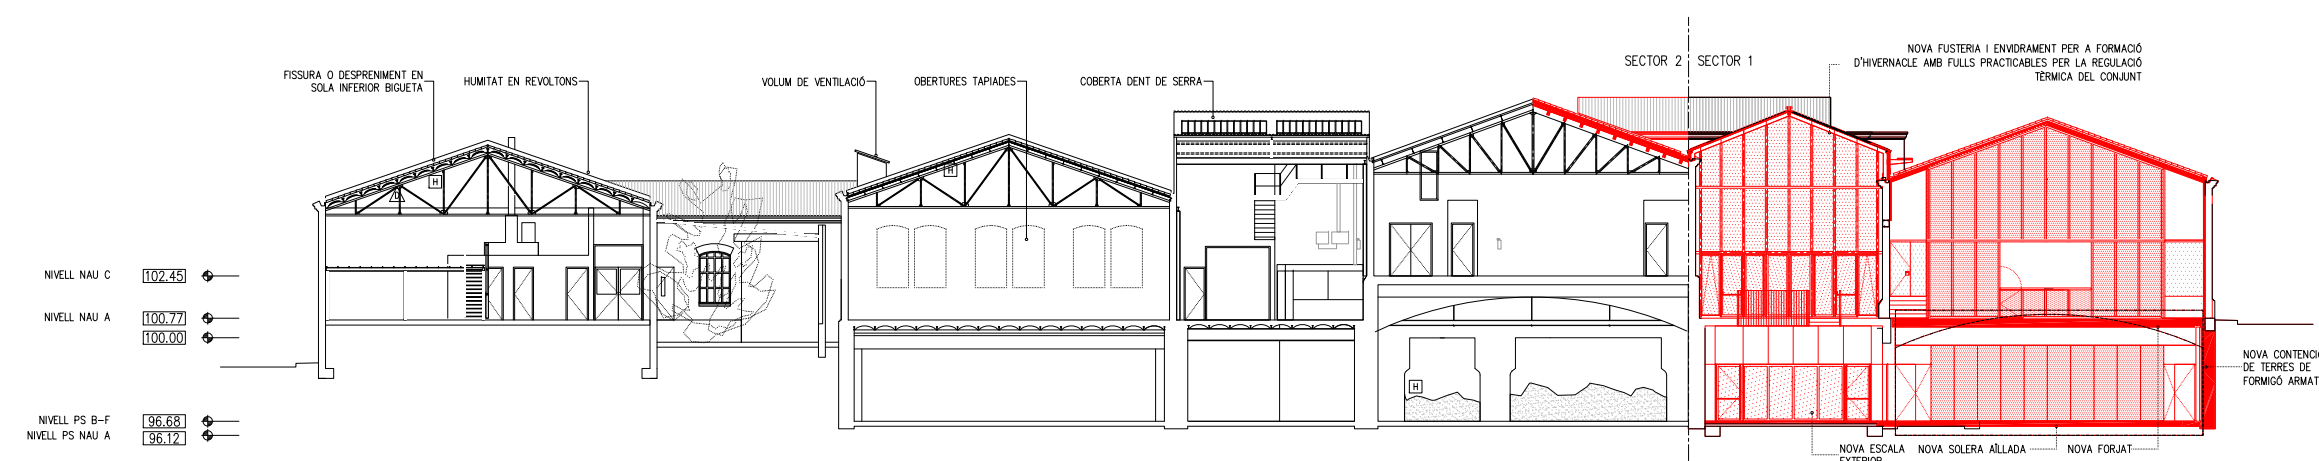 SECTOR 2
SECTOR 1
NOVA FUSTERIA I ENVIDRAMENT PER A FORMACIÓ
D'HIVERNACLE AMB FULLS PRACTICABLES PER LA REGULACIÓ
TÈRMICA DEL CONJUNT
FISSURA O DESPRENIMENT EN
SOLA INFERIOR BIGUETA
HUMITAT EN REVOLTONS
VOLUM DE VENTILACIÓ
OBERTURES TAPIADES
COBERTA DENT DE SERRA
H
H
D
NIVELL NAU C 102.45
NIVELL NAU A 100.77
100.00
H
NOVA CONTENCI
DE TERRES DE
FORMIGÓ ARMAT
NIVELL PS B-F 96.68
NIVELL PS NAU A 96.12
NOVA ESCALA
EXTERIOR
NOVA SOLERA AÏLLADA
NOVA FORJAT